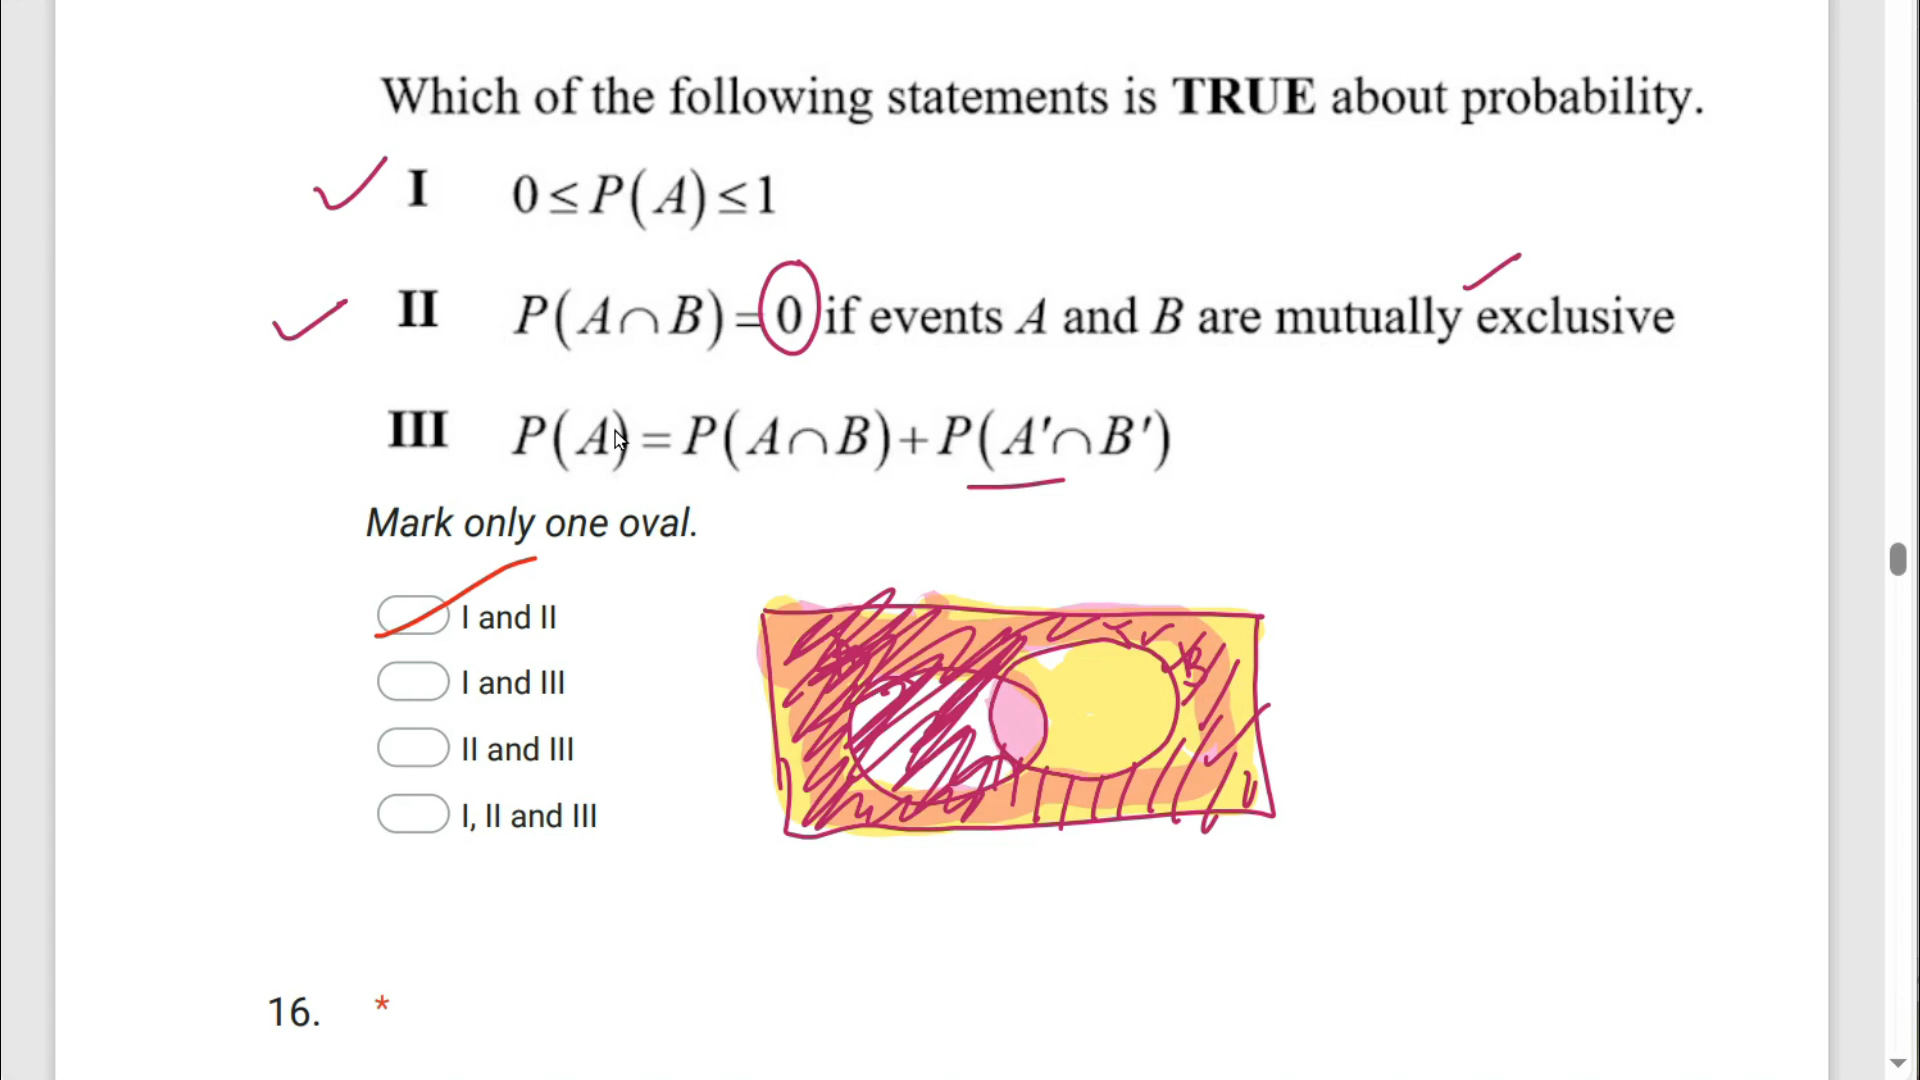 Which of the following statements is TRUE about probability.
I 0≤P(A)≤1
II P(A∩B)=0 if events A and B are mutually exclusive
III P(A)=P(A∩B)+P(A'∩B')
Mark only one oval.
I and II
I and III
II and III
I, II and III
B
16. *